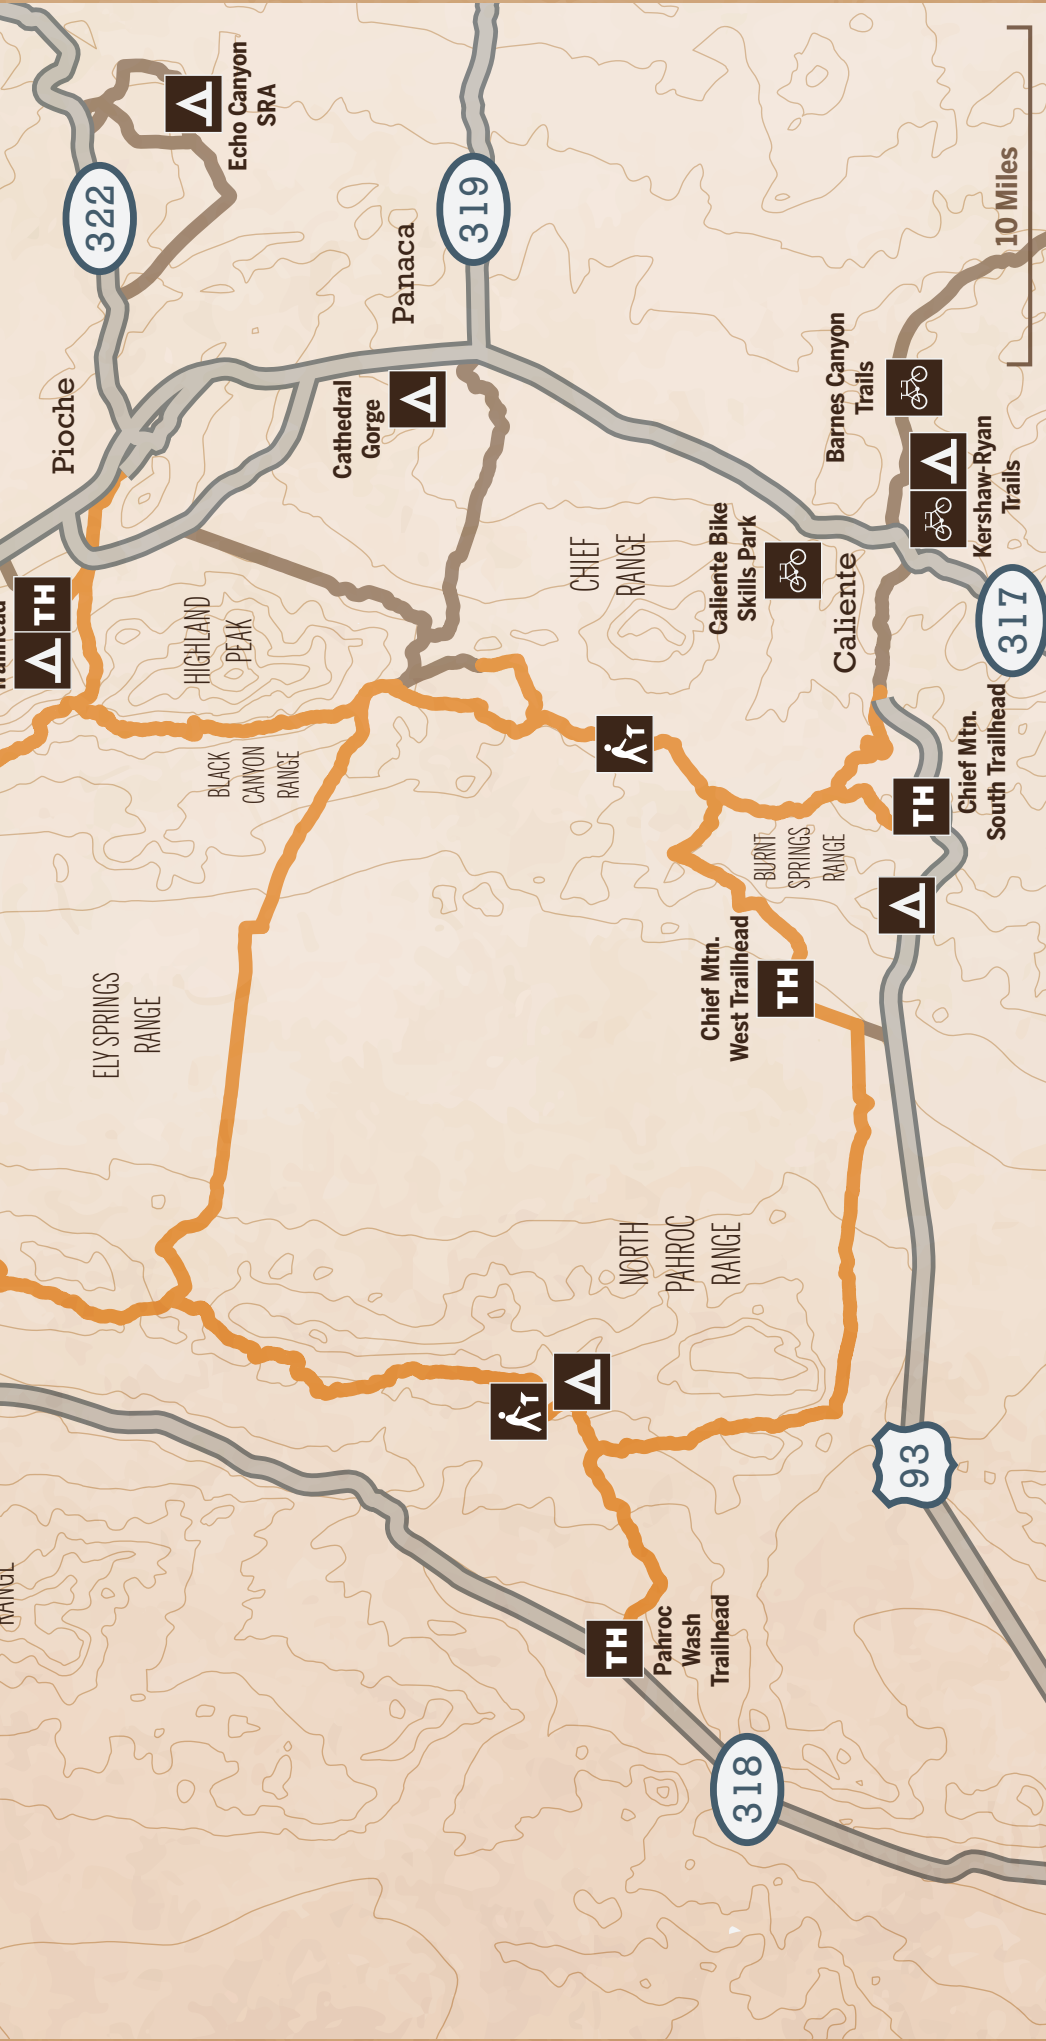 RANGE
ELY SPRINGS
RANGE
BLACK
CANYON
RANGE
HIGHLAND
PEAK
TH
Pioche
322
Echo Canyon
SRA
Cathedral
Gorge
Panaca
319
TH
Pahroc
Wash
Trailhead
318
NORTH
PAHROC
RANGE
Chief Mtn.
West Trailhead
TH
BURNT
SPRINGS
RANGE
CHIEF
RANGE
Caliente Bike
Skills Park
Caliente
Barnes Canyon
Trails
93
TH
Chief Mtn.
South Trailhead
317
Kershaw-Ryan
Trails
10 Miles